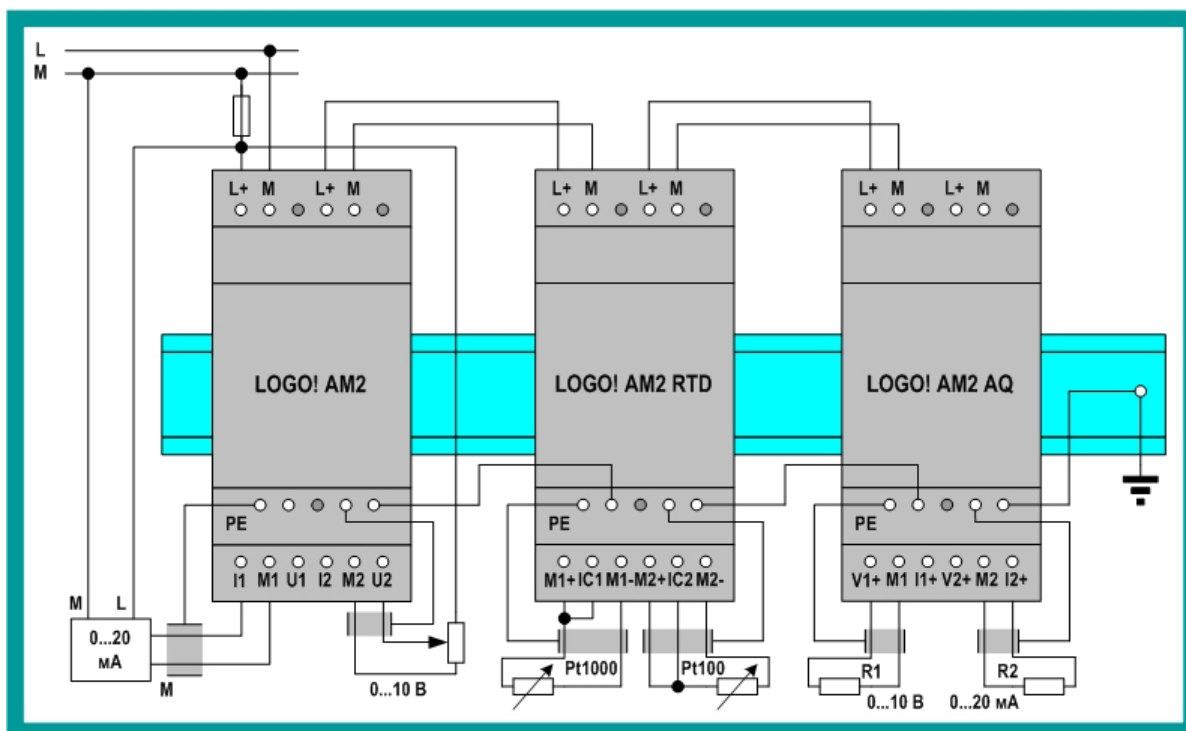 L
M
L+ M L+ M
L+ M L+ M
L+ M L+ M
LOGO! AM2
LOGO! AM2 RTD
LOGO! AM2 AQ
PE
PE
PE
I1 M1 U1 I2 M2 U2
M1+ IC1 M1- M2+ IC2 M2-
V1+ M1 I1+ V2+ M2 I2+
M L
0...20
мА
M
0...10 В
Pt1000
Pt100
R1
0...10 В
R2
0...20 мА